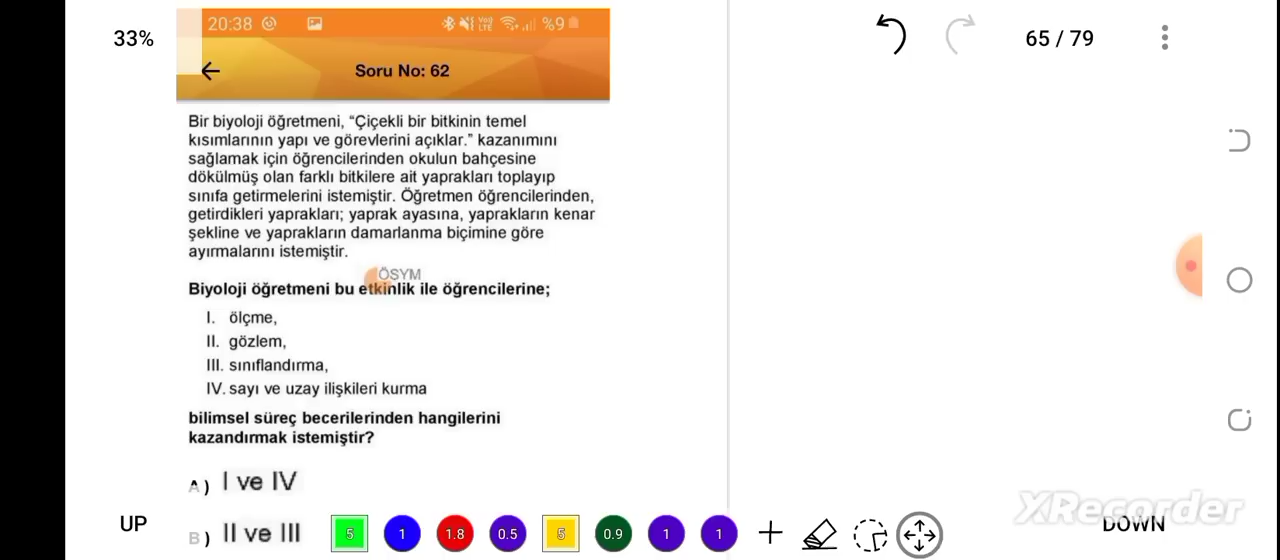 20:38 Vo)) LTE %9
33%
65 / 79
Soru No: 62
Bir biyoloji öğretmeni, “Çiçekli bir bitkinin temel
kısımlarının yapı ve görevlerini açıklar.” kazanımını
sağlamak için öğrencilerinden okulun bahçesine
dökülmüş olan farklı bitkilere ait yaprakları toplayıp
sınıfa getirmelerini istemiştir. Öğretmen öğrencilerinden,
getirdikleri yaprakları; yaprak ayasına, yaprakların kenar
şekline ve yaprakların damarlanma biçimine göre
ayırmalarını istemiştir.
ÖSYM
Biyoloji öğretmeni bu etkinlik ile öğrencilerine;
I. ölçme,
II. gözlem,
III. sınıflandırma,
IV. sayı ve uzay ilişkileri kurma
bilimsel süreç becerilerinden hangilerini
kazandırmak istemiştir?
A) I ve IV
B) II ve III
UP 5 1 1.8 0.5 5 0.9 1 1 DOWN
XRecorder